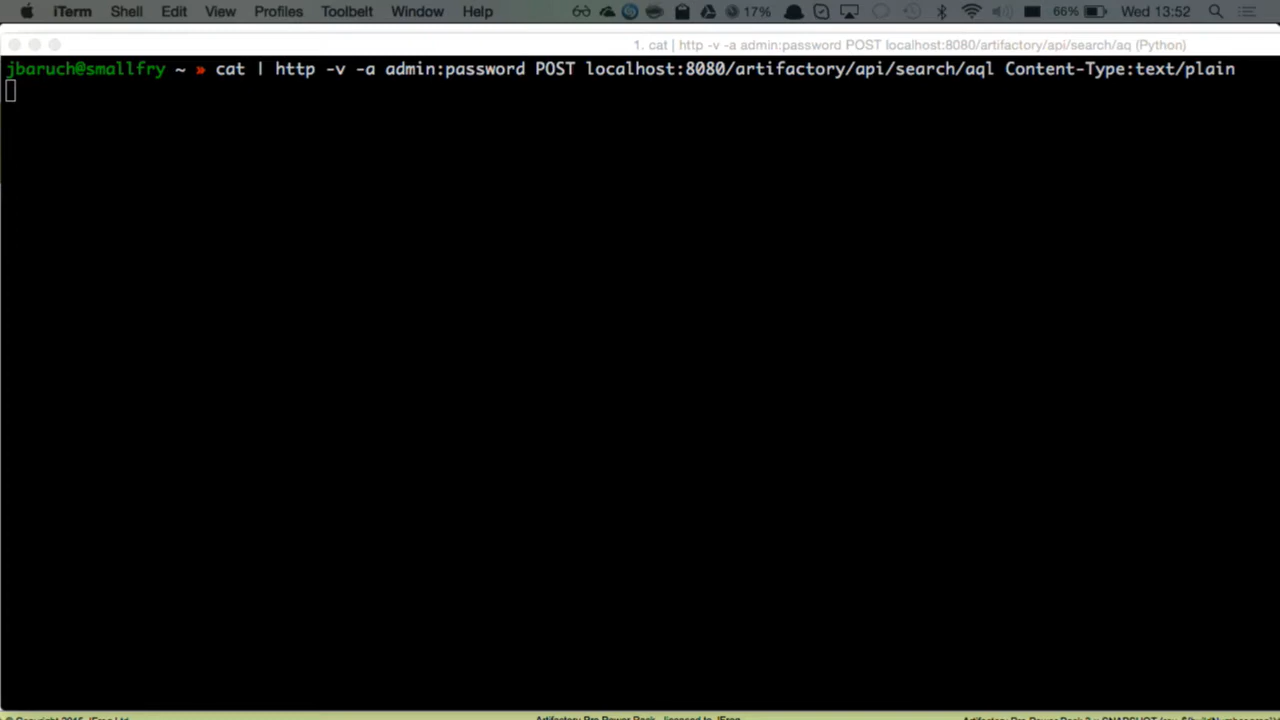 iTerm Shell Edit View Profiles Toolbelt Window Help 17% 66% Wed 13:52
1. cat | http -v -a admin:password POST localhost:8080/artifactory/api/search/aq (Python)
jbaruch@smallfry ~ » cat | http -v -a admin:password POST localhost:8080/artifactory/api/search/aql Content-Type:text/plain